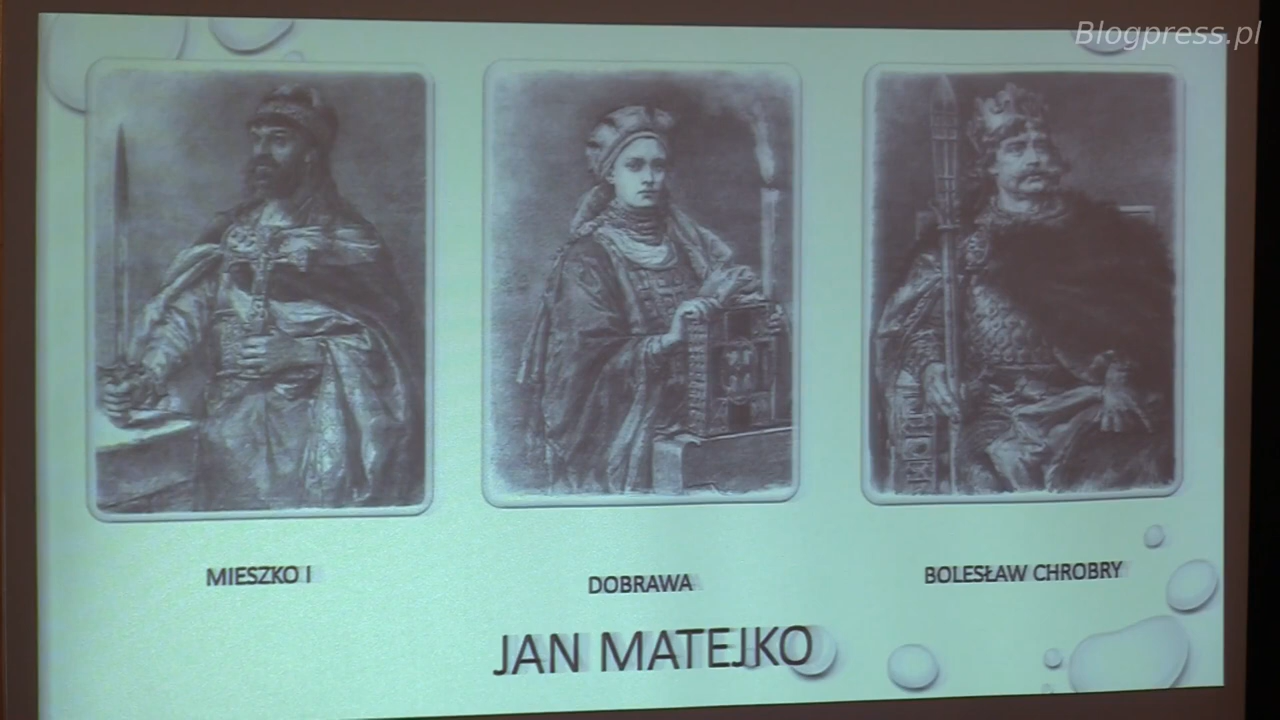 Blogpress.pl
MIESZKO I
DOBRAWA
BOLESŁAW CHROBRY
JAN MATEJKO